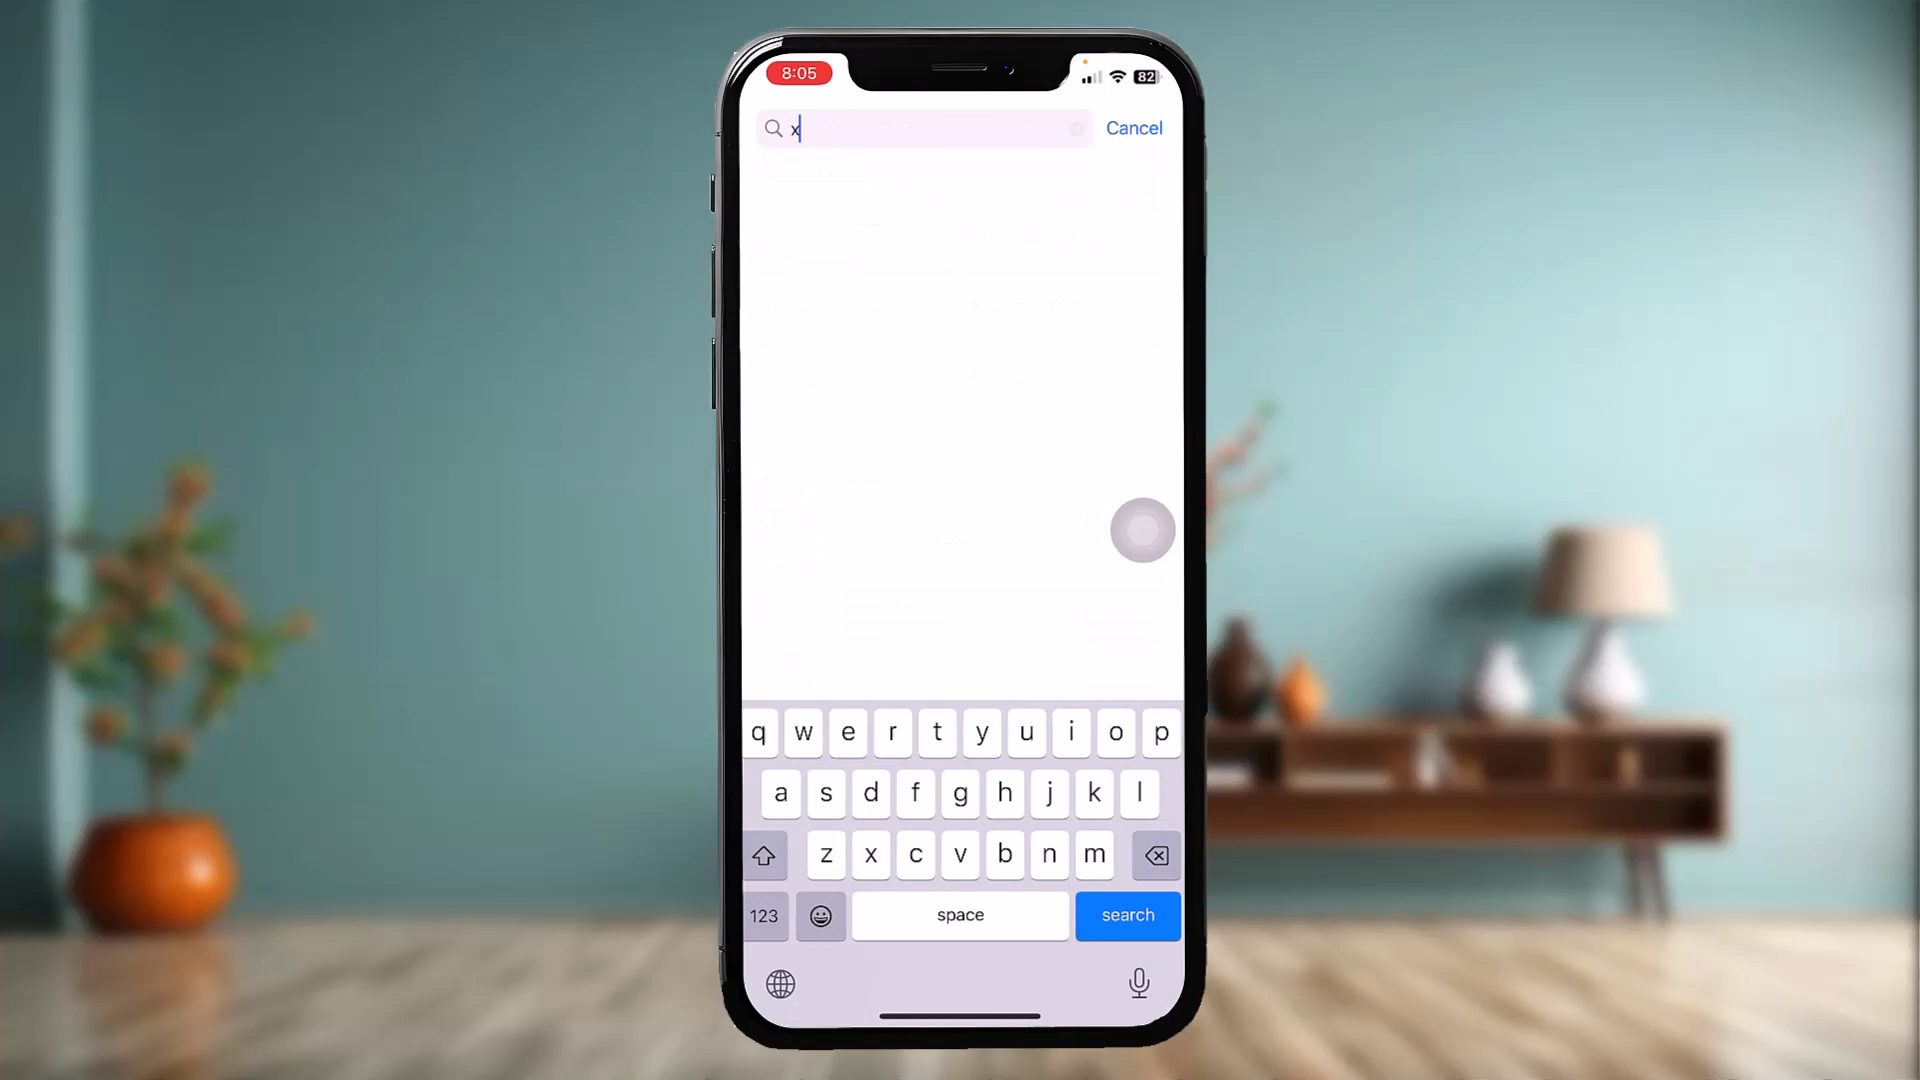 8:05
82
x
Cancel
q w e r t y u i o p
a s d f g h j k l
z x c v b n m
123
space
search